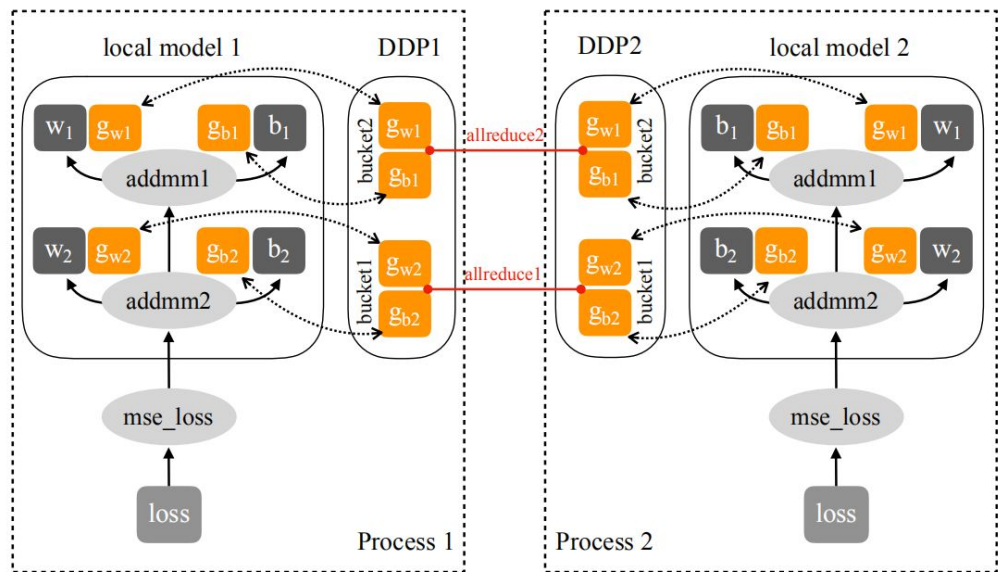 local model 1 DDP1 DDP2 local model 2
w1 gw1 gb1 b1 gw1 gw1 b1 gb1 gw1 w1
bucket2 allreduce2 bucket2
addmm1 gb1 gb1 addmm1
w2 gw2 gb2 b2 gw2 gw2 b2 gb2 gw2 w2
bucket1 allreduce1 bucket1
addmm2 gb2 gb2 addmm2
mse_loss mse_loss
loss loss
Process 1 Process 2